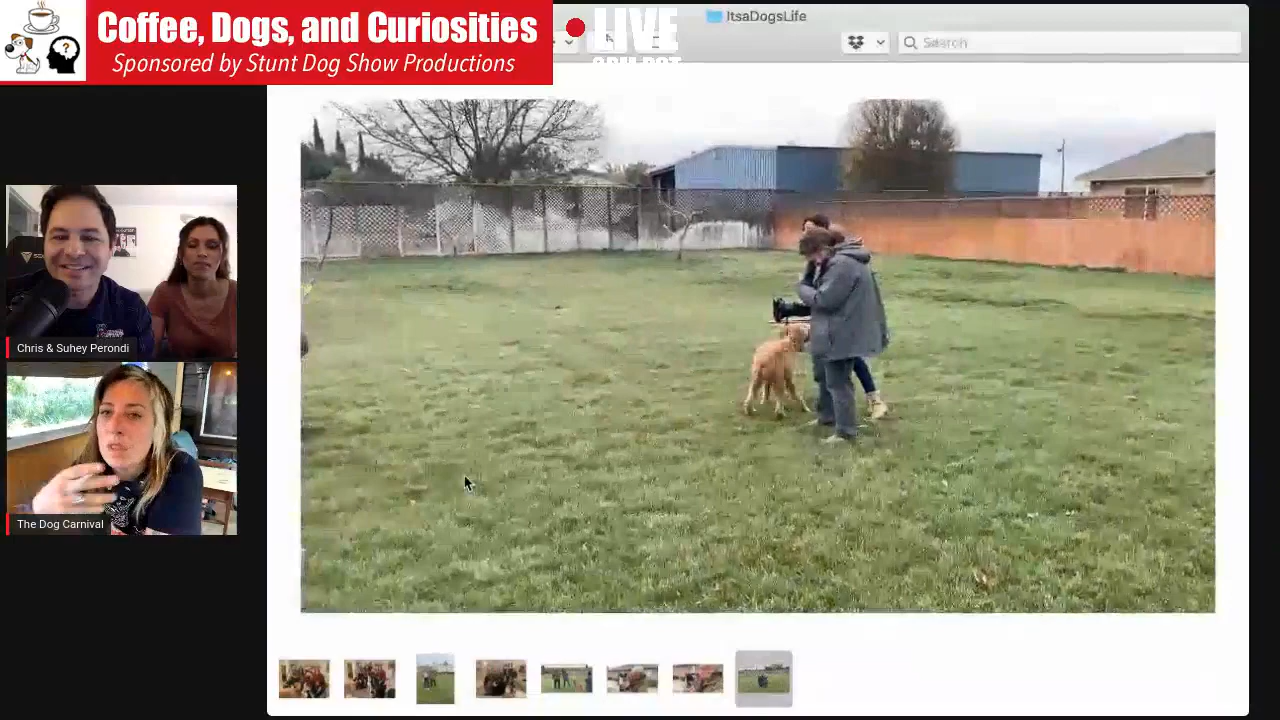 Coffee, Dogs, and Curiosities
Sponsored by Stunt Dog Show Productions
LIVE
ItsaDogsLife
Search
Chris & Suhey Perondi
The Dog Carnival